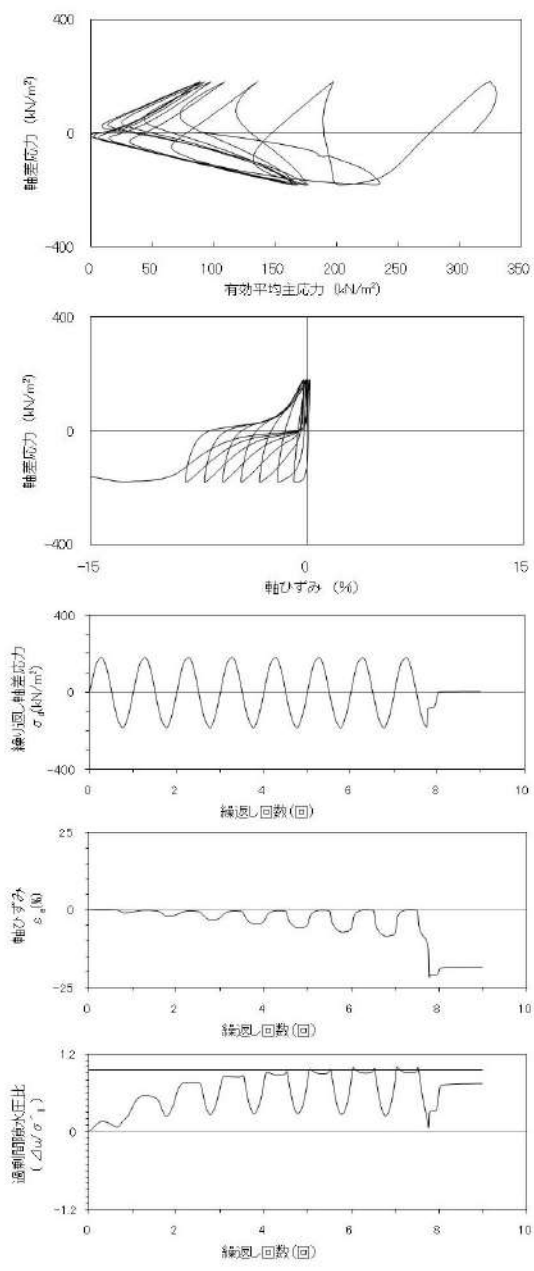 400
0
-400
軸差応力 (kN/m²)
0 50 100 150 200 250 300 350
有効平均主応力 (kN/m²)
400
0
-400
軸差応力 (kN/m²)
-15 0 15
軸ひずみ (%)
400
0
-400
繰り返し軸差応力
σd(kN/m²)
0 2 4 6 8 10
繰返し回数(回)
25
0
-25
軸ひずみ
εa(%)
0 2 4 6 8 10
繰返し回数(回)
1.2
0
-1.2
過剰間隙水圧比
0 2 4 6 8 10
繰返し回数(回)